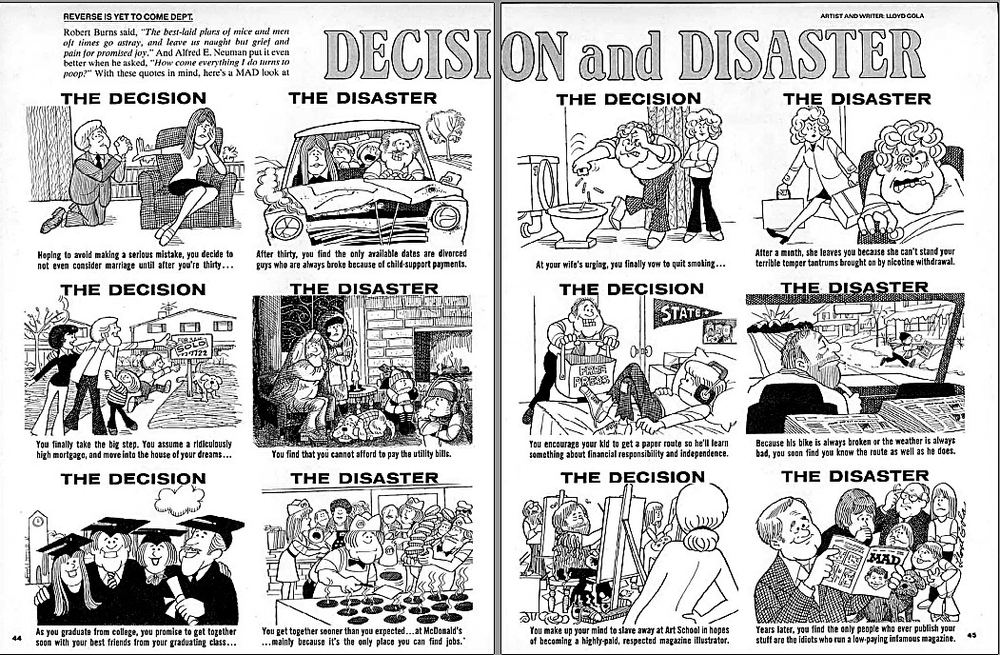 REVERSE IS YET TO COME DEPT.
Robert Burns said, "The best-laid plans of mice and men
oft times go astray, and leave us naught but grief and
pain for promised joy." And Alfred E. Neuman put it even
better when he asked, "How come everything I do turns to
poop?" With these quotes in mind, here's a MAD look at
ARTIST AND WRITER: LLOYD GOLA
DECISION and DISASTER
THE DECISION
Hoping to avoid making a serious mistake, you decide to
not even consider marriage until after you're thirty...
THE DISASTER
After thirty, you find the only available dates are divorced
guys who are always broke because of child-support payments.
THE DECISION
FOR SALE
SOLD
7722
You finally take the big step. You assume a ridiculously
high mortgage, and move into the house of your dreams...
THE DISASTER
You find that you cannot afford to pay the utility bills.
THE DECISION
As you graduate from college, you promise to get together
soon with your best friends from your graduating class...
THE DISASTER
You get together sooner than you expected...at McDonald's
...mainly because it's the only place you can find jobs.
44
THE DECISION
At your wife's urging, you finally vow to quit smoking...
THE DISASTER
After a month, she leaves you because she can't stand your
terrible temper tantrums brought on by nicotine withdrawal.
THE DECISION
STATE
FREE
PRESS
You encourage your kid to get a paper route so he'll learn
something about financial responsibility and independence.
THE DISASTER
Because his bike is always broken or the weather is always
bad, you soon find you know the route as well as he does.
THE DECISION
You make up your mind to slave away at Art School in hopes
of becoming a highly-paid, respected magazine illustrator.
THE DISASTER
MAD
Years later, you find the only people who ever publish your
stuff are the idiots who run a low-paying infamous magazine.
45